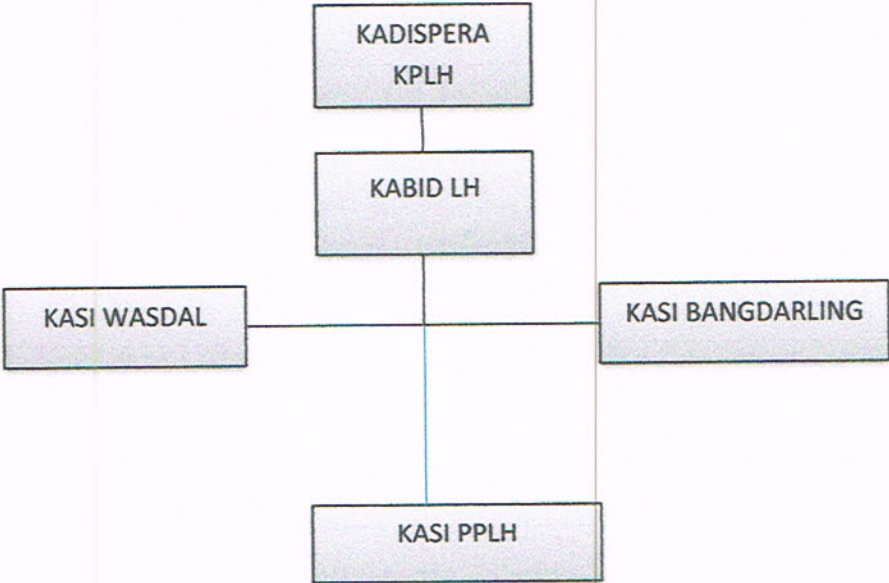 KADISPERA
KPLH
KABID LH
KASI WASDAL
KASI BANGDARLING
KASI PPLH